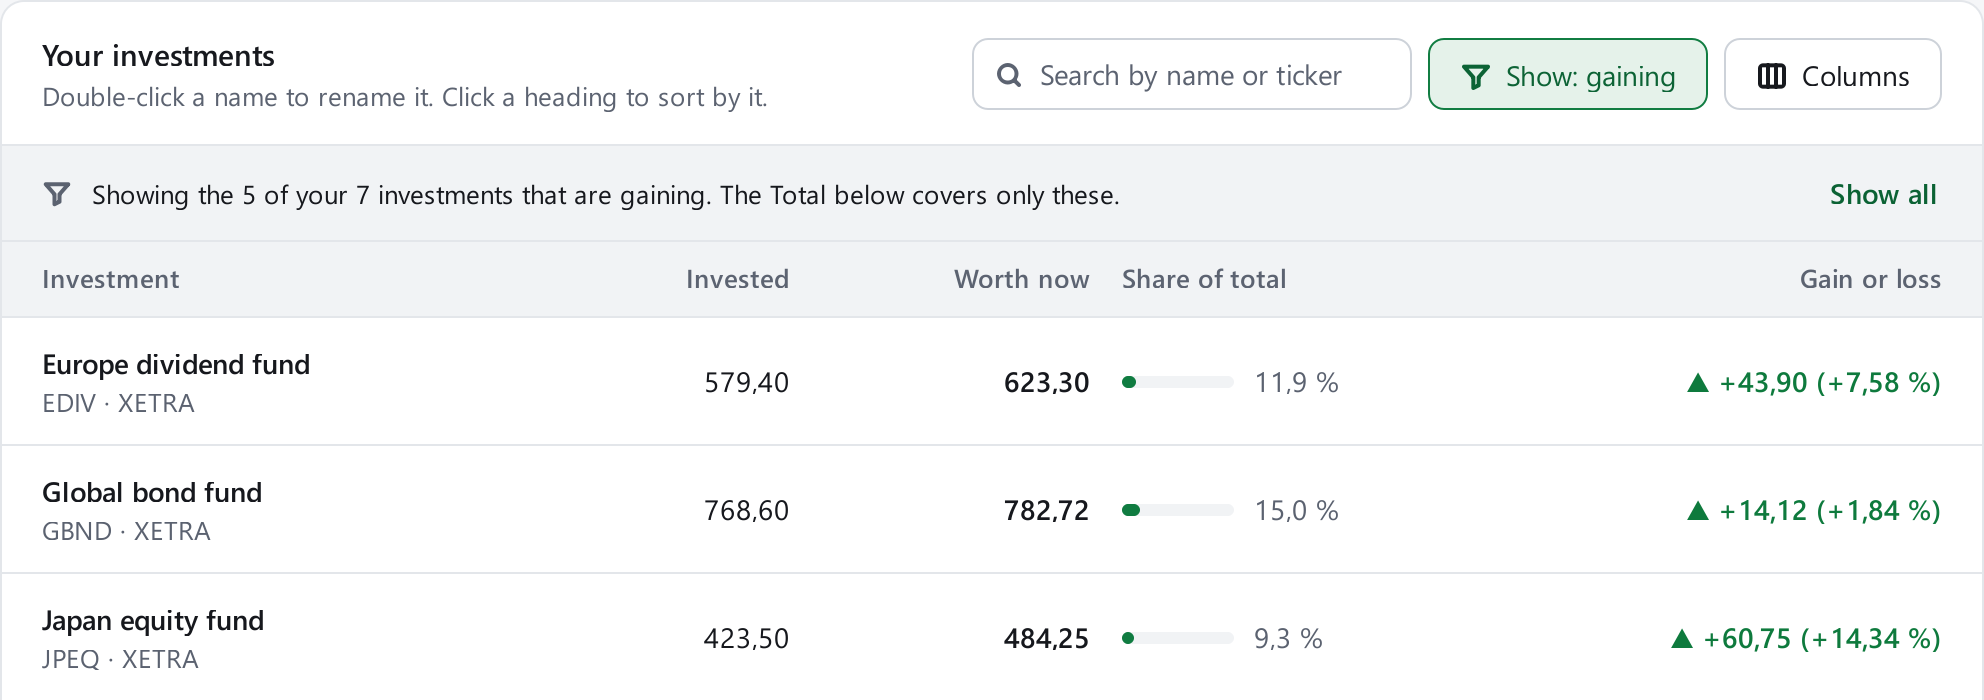 Your investments
Double-click a name to rename it. Click a heading to sort by it.
Search by name or ticker
Show: gaining
Columns
Showing the 5 of your 7 investments that are gaining. The Total below covers only these.
Show all
Investment Invested Worth now Share of total Gain or loss
Europe dividend fund
EDIV · XETRA
579,40 623,30 11,9 % ▲ +43,90 (+7,58 %)
Global bond fund
GBND · XETRA
768,60 782,72 15,0 % ▲ +14,12 (+1,84 %)
Japan equity fund
JPEQ · XETRA
423,50 484,25 9,3 % ▲ +60,75 (+14,34 %)